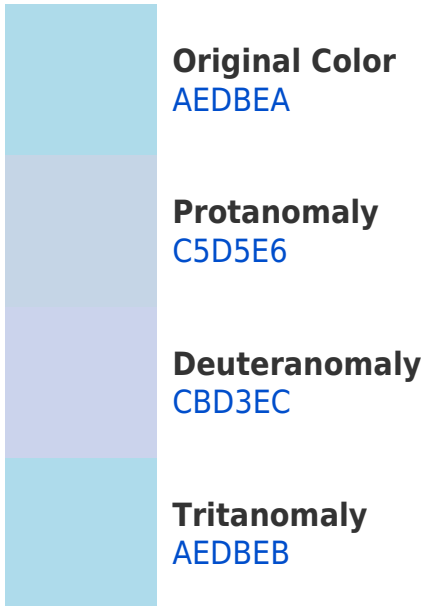 Original Color
AEDBEA
Protanomaly
C5D5E6
Deuteranomaly
CBD3EC
Tritanomaly
AEDBEB